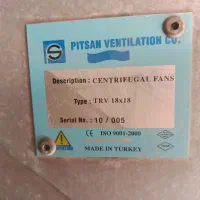 PITSAN VENTILATION CO.
Description : CENTRIFUGAL FANS
Type : TRV 18x18
Serial No. : 10 / 005
CE ISO 9001-2000
MADE IN TURKEY